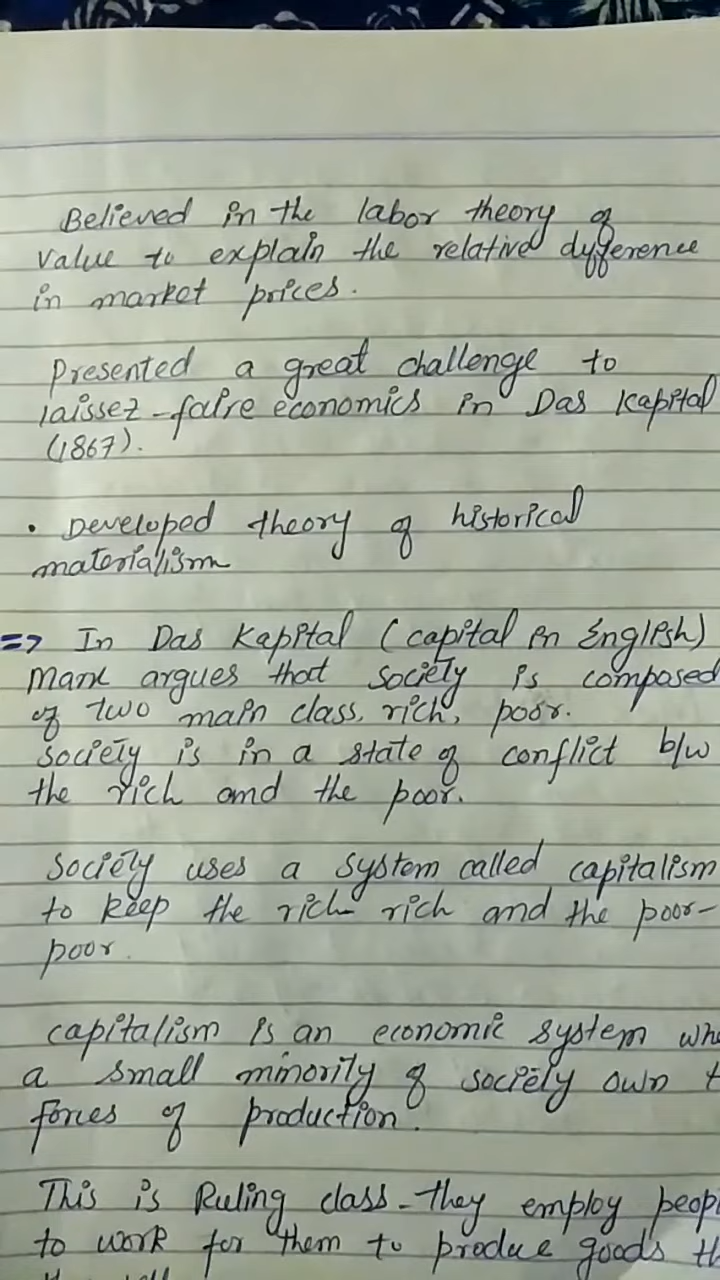 Believed in the labor theory of
value to explain the relative difference
in market prices.
Presented a great challenge to
laissez-faire economics in Das Kapital
(1867).
• Developed theory of historical
materialism
=> In Das Kapital (capital in English)
Marx argues that society is composed
of two main class, rich, poor.
society is in a state of conflict b/w
the rich and the poor.
Society uses a system called capitalism
to keep the rich rich and the poor-
poor.
capitalism is an economic system
a small minority of society own
forces of production.
This is Ruling class - they employ
to work for them to produce goods